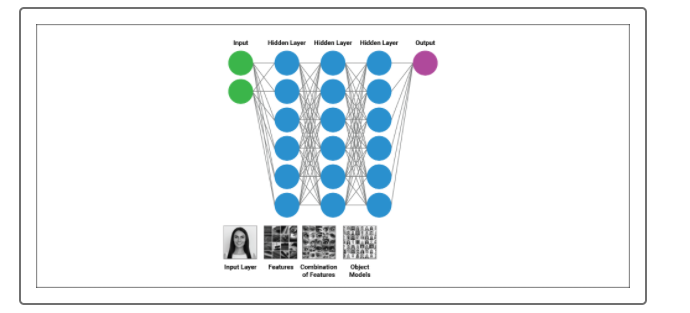 Input Hidden Layer Hidden Layer Hidden Layer Output
Input Layer Features Combination of Features Object Models